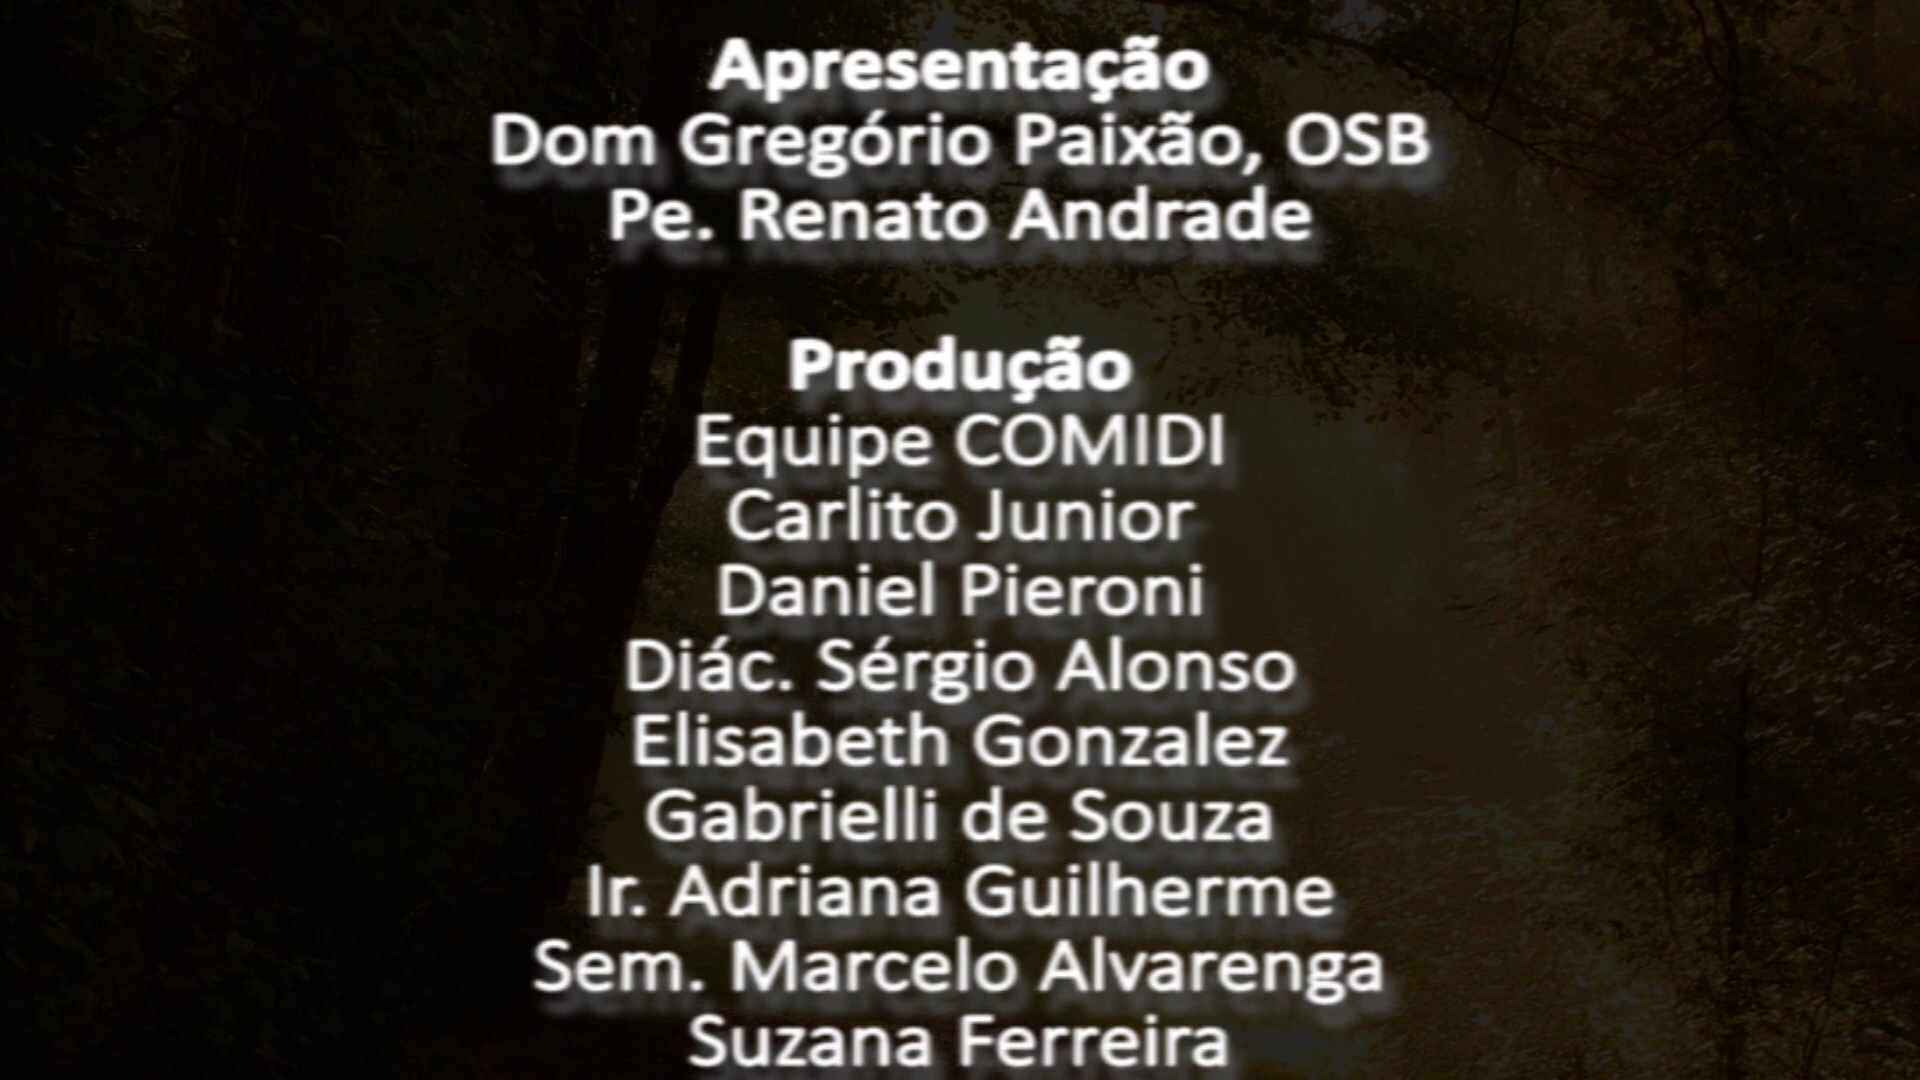 Apresentação
Dom Gregório Paixão, OSB
Pe. Renato Andrade
Produção
Equipe COMIDI
Carlito Junior
Daniel Pieroni
Diác. Sérgio Alonso
Elisabeth Gonzalez
Gabrielli de Souza
Ir. Adriana Guilherme
Sem. Marcelo Alvarenga
Suzana Ferreira